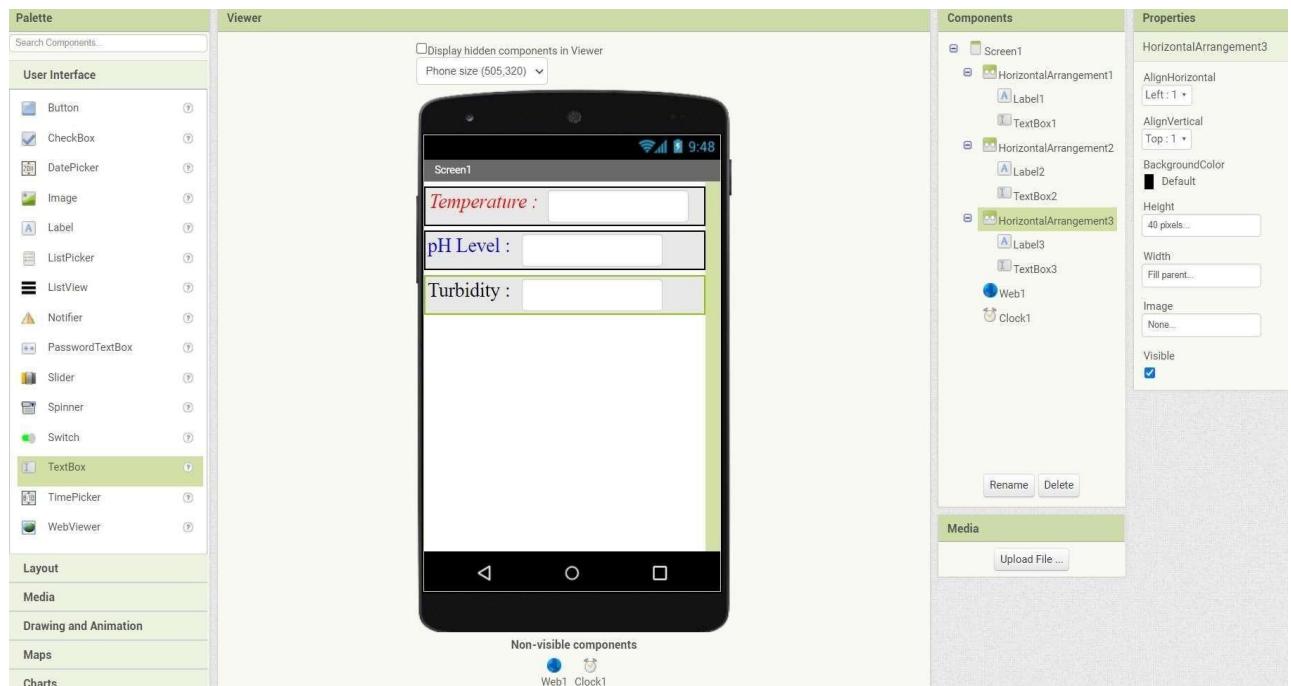 Palette
Search Components...
User Interface
Button
CheckBox
DatePicker
Image
Label
ListPicker
ListView
Notifier
PasswordTextBox
Slider
Spinner
Switch
TextBox
TimePicker
WebViewer
Layout
Media
Drawing and Animation
Maps
Charts
Viewer
Display hidden components in Viewer
Phone size (505,320)
9:48
Screen1
Temperature :
pH Level :
Turbidity :
Non-visible components
Web1 Clock1
Components
Screen1
HorizontalArrangement1
Label1
TextBox1
HorizontalArrangement2
Label2
TextBox2
HorizontalArrangement3
Label3
TextBox3
Web1
Clock1
Rename Delete
Media
Upload File ...
Properties
HorizontalArrangement3
AlignHorizontal
Left : 1
AlignVertical
Top : 1
BackgroundColor
Default
Height
40 pixels...
Width
Fill parent...
Image
None...
Visible